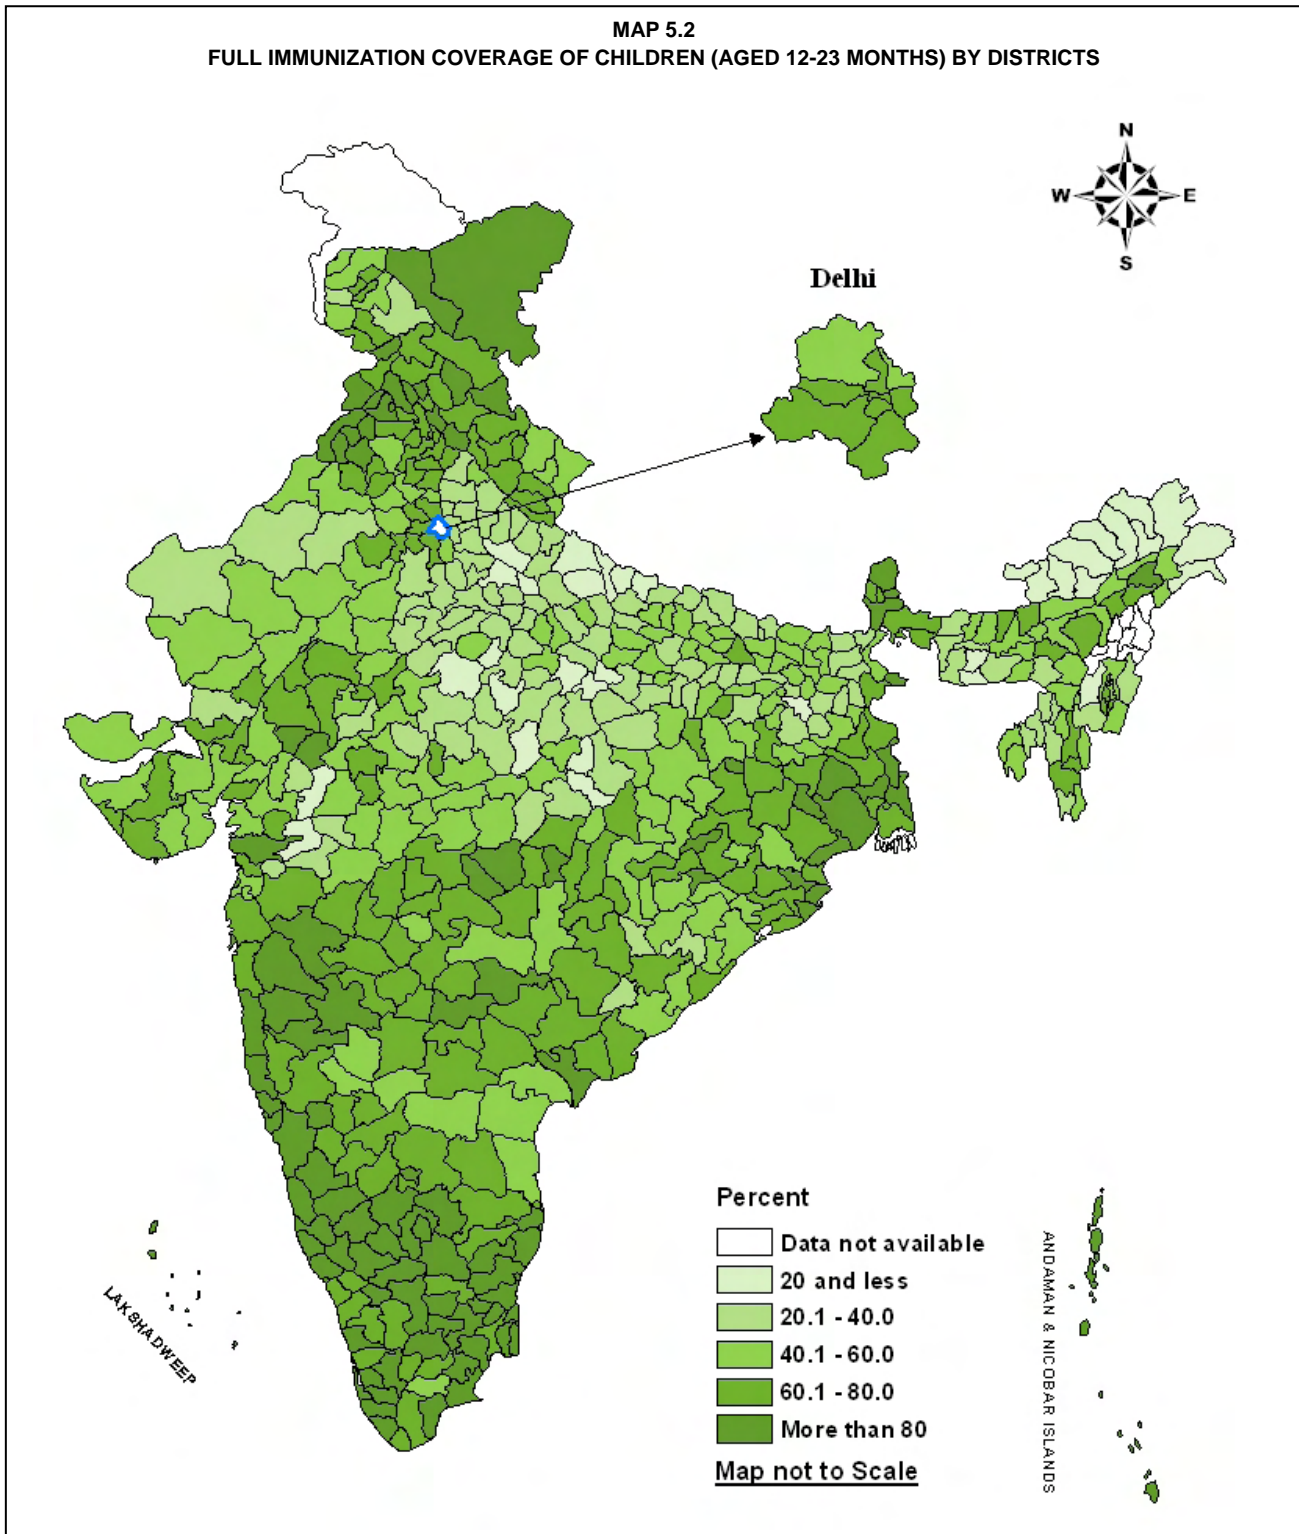 MAP 5.2
FULL IMMUNIZATION COVERAGE OF CHILDREN (AGED 12-23 MONTHS) BY DISTRICTS
N
W
E
S
Delhi
LAKSHADWEEP
ANDAMAN & NICOBAR ISLANDS
Percent
Data not available
20 and less
20.1 - 40.0
40.1 - 60.0
60.1 - 80.0
More than 80
Map not to Scale